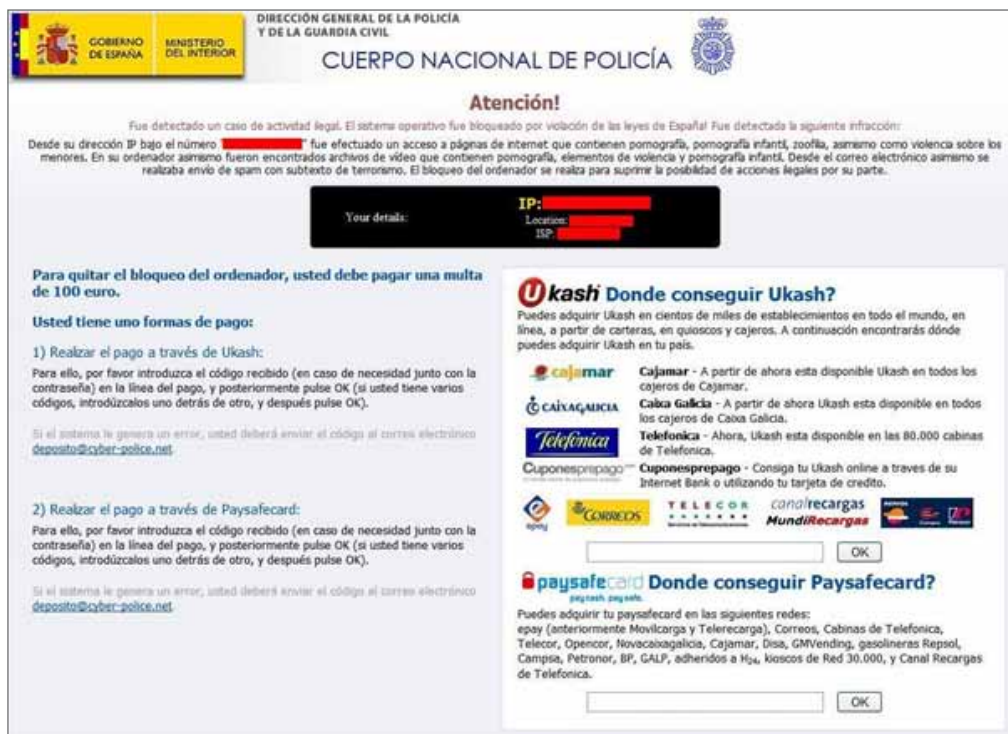 GOBIERNO
DE ESPAÑA
MINISTERIO
DEL INTERIOR
DIRECCIÓN GENERAL DE LA POLICÍA
Y DE LA GUARDIA CIVIL
CUERPO NACIONAL DE POLICÍA
Atención!
Fue detectado un caso de actividad ilegal. El sistema operativo fue bloqueado por violación de las leyes de España! Fue detectada la siguiente infracción:
Desde su dirección IP bajo el número " " fue efectuado un acceso a páginas de internet que contienen pornografía, pornografía infantil, zoofilia, asimismo como violencia sobre los
menores. En su ordenador asimismo fueron encontrados archivos de vídeo que contienen pornografía, elementos de violencia y pornografía infantil. Desde el correo electrónico asimismo se
realizaba envío de spam con subtexto de terrorismo. El bloqueo del ordenador se realiza para suprimir la posibilidad de acciones ilegales por su parte.
Your details:
IP:
Location:
ISP:
Para quitar el bloqueo del ordenador, usted debe pagar una multa
de 100 euro.
Usted tiene uno formas de pago:
1) Realizar el pago a través de Ukash:
Para ello, por favor introduzca el código recibido (en caso de necesidad junto con la
contraseña) en la línea del pago, y posteriormente pulse OK (si usted tiene varios
códigos, introdúzcalos uno detrás de otro, y después pulse OK).
Si el sistema le genera un error, usted deberá enviar el código al correo electrónico
deposito@cyber-police.net
2) Realizar el pago a través de Paysafecard:
Para ello, por favor introduzca el código recibido (en caso de necesidad junto con la
contraseña) en la línea del pago, y posteriormente pulse OK (si usted tiene varios
códigos, introdúzcalos uno detrás de otro, y después pulse OK).
Si el sistema le genera un error, usted deberá enviar el código al correo electrónico
deposito@cyber-police.net
Ukash Donde conseguir Ukash?
Puedes adquirir Ukash en cientos de miles de establecimientos en todo el mundo, en
línea, a partir de carteras, en quioscos y cajeros. A continuación encontrarás dónde
puedes adquirir Ukash en tu país.
cajamar
Cajamar - A partir de ahora esta disponible Ukash en todos los
cajeros de Cajamar.
CAIXAGALICIA
Caixa Galicia - A partir de ahora Ukash esta disponible en todos
los cajeros de Caixa Galicia.
Telefónica
Telefonica - Ahora, Ukash esta disponible en las 80.000 cabinas
de Telefonica.
Cuponesprepago
Cuponesprepago - Consiga tu Ukash online a traves de su
Internet Bank o utilizando tu tarjeta de credito.
epay
CORREOS
TELECOR
canalrecargas
MundiRecargas
OK
paysafecard Donde conseguir Paysafecard?
pay cash. pay safe.
Puedes adquirir tu paysafecard en las siguientes redes:
epay (anteriormente Movilcarga y Telerecarga), Correos, Cabinas de Telefonica,
Telecor, Opencor, Novacaixagalicia, Cajamar, Disa, GMVending, gasolineras Repsol,
Campsa, Petronor, BP, GALP, adheridos a H24, kioscos de Red 30.000, y Canal Recargas
de Telefonica.
OK